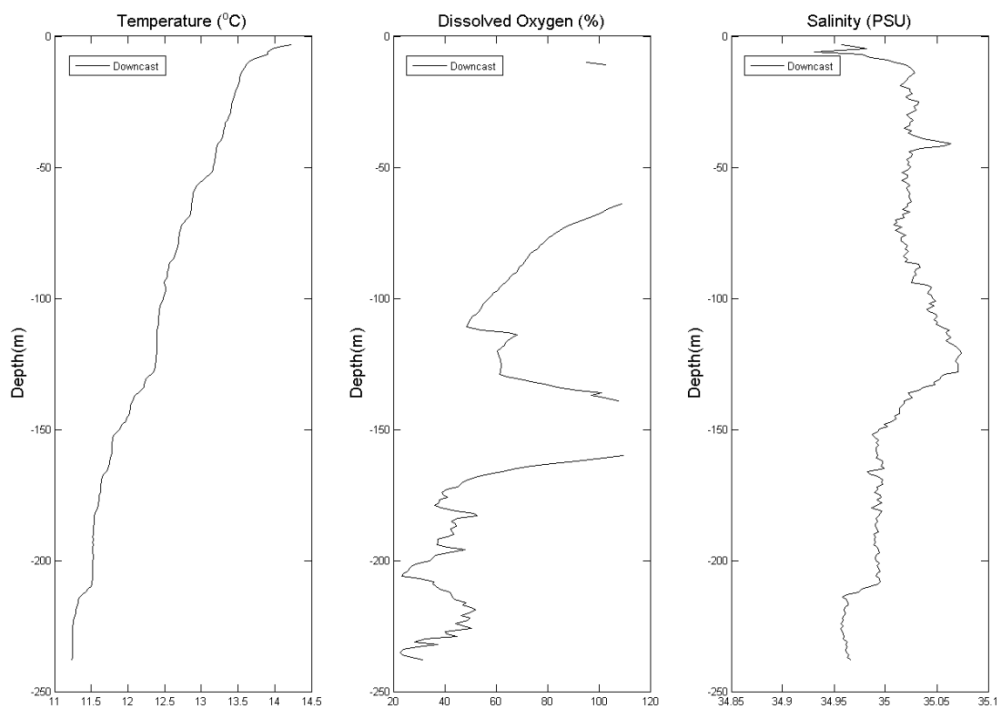 Temperature (°C)
Dissolved Oxygen (%)
Salinity (PSU)
Downcast
Downcast
Downcast
0
-50
-100
-150
-200
-250
Depth(m)
11 11.5 12 12.5 13 13.5 14 14.5
0
-50
-100
-150
-200
-250
Depth(m)
20 40 60 80 100 120
0
-50
-100
-150
-200
-250
Depth(m)
34.85 34.9 34.95 35 35.05 35.1